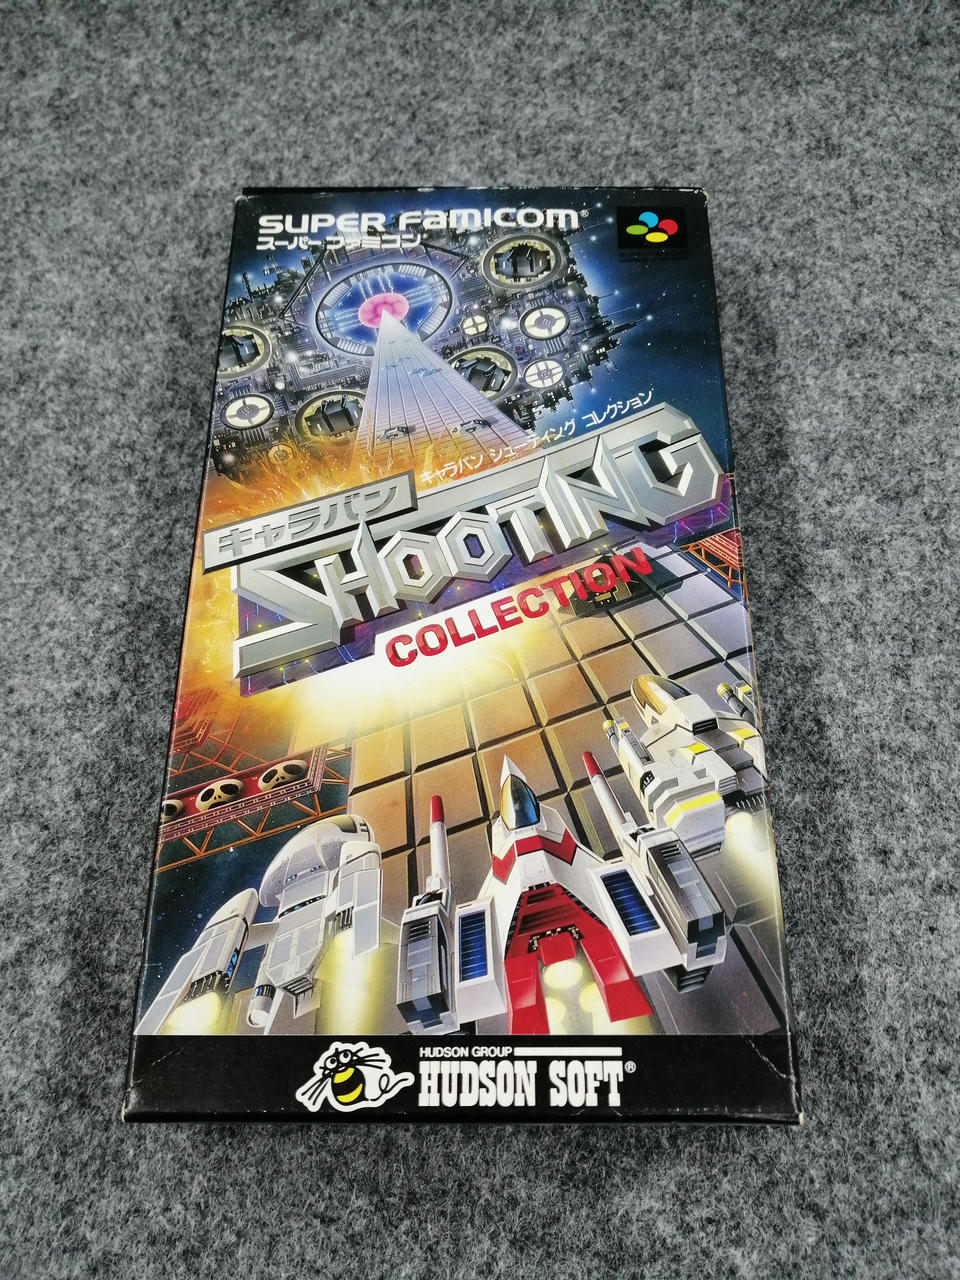 SUPER FAMICOM®
スーパーファミコン
キャラバン シューティング コレクション
キャラバン
SHOOTING
COLLECTION
HUDSON GROUP
HUDSON SOFT®